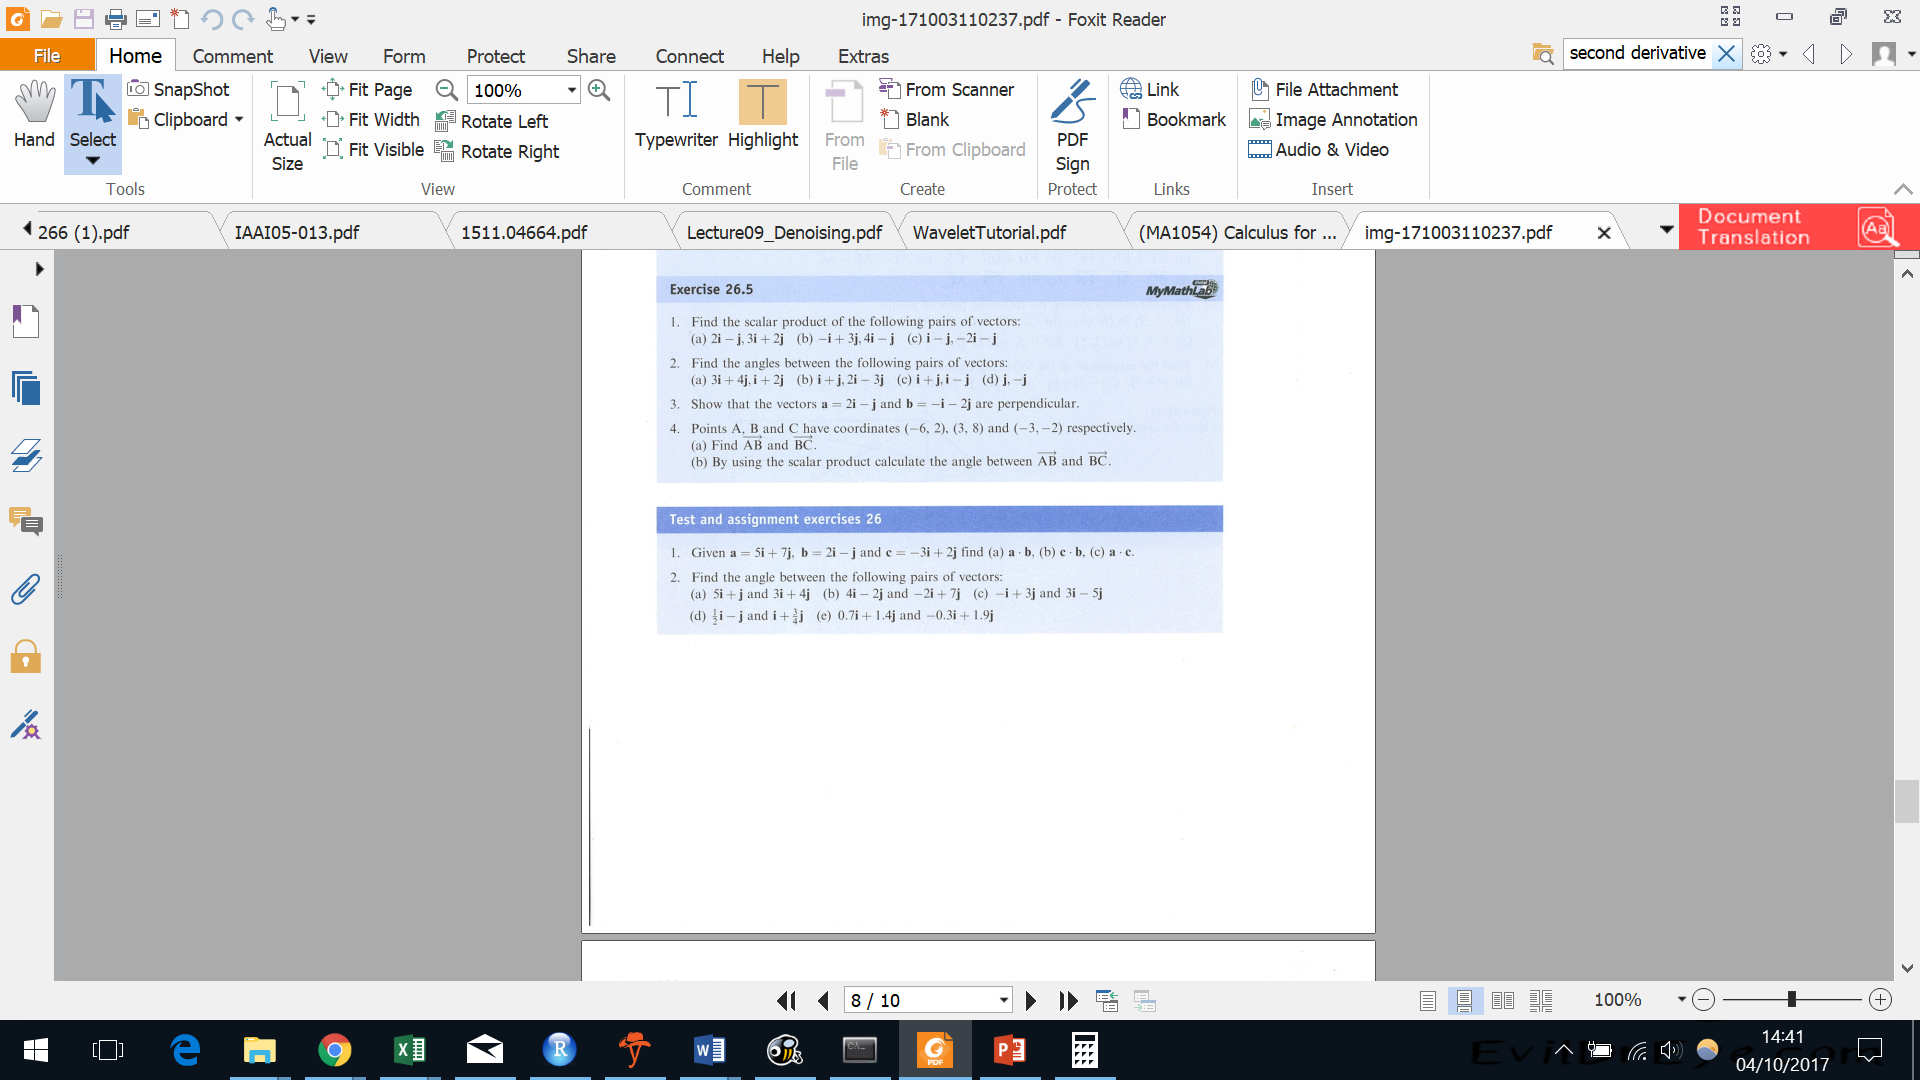 img-171003110237.pdf - Foxit Reader
File Home Comment View Form Protect Share Connect Help Extras second derivative
Hand
Select
SnapShot
Clipboard
Tools
Actual Size
Fit Page
Fit Width
Fit Visible
100%
Rotate Left
Rotate Right
View
Typewriter Highlight
Comment
From File
From Scanner
Blank
From Clipboard
Create
PDF Sign
Protect
Link
Bookmark
Links
File Attachment
Image Annotation
Audio & Video
Insert
266 (1).pdf IAAI05-013.pdf 1511.04664.pdf Lecture09_Denoising.pdf WaveletTutorial.pdf (MA1054) Calculus for ... img-171003110237.pdf
Document Translation
Exercise 26.5 MyMathLab
1. Find the scalar product of the following pairs of vectors:
(a) 2i − j, 3i + 2j (b) −i + 3j, 4i − j (c) i − j, −2i − j
2. Find the angles between the following pairs of vectors:
(a) 3i + 4j, i + 2j (b) i + j, 2i − 3j (c) i + j, i − j (d) j, −j
3. Show that the vectors a = 2i − j and b = −i − 2j are perpendicular.
4. Points A, B and C have coordinates (−6, 2), (3, 8) and (−3, −2) respectively.
(a) Find AB and BC.
(b) By using the scalar product calculate the angle between AB and BC.
Test and assignment exercises 26
1. Given a = 5i + 7j, b = 2i − j and c = −3i + 2j find (a) a · b, (b) c · b, (c) a · c.
2. Find the angle between the following pairs of vectors:
(a) 5i + j and 3i + 4j (b) 4i − 2j and −2i + 7j (c) −i + 3j and 3i − 5j
(d) ½i − j and i + ¾j (e) 0.7i + 1.4j and −0.3i + 1.9j
8 / 10
100%
14:41
04/10/2017